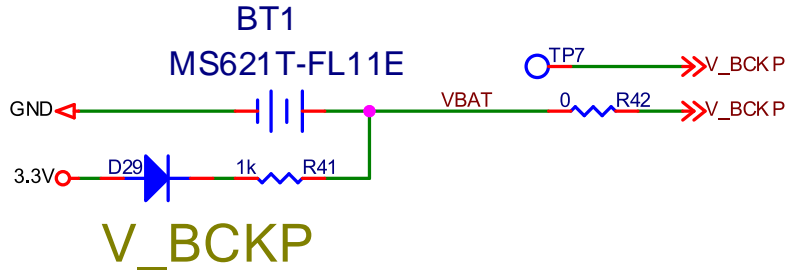 BT1
MS621T-FL11E
TP7
V_BCKP
GND
VBAT
0
R42
V_BCKP
3.3V
D29
1k
R41
V_BCKP